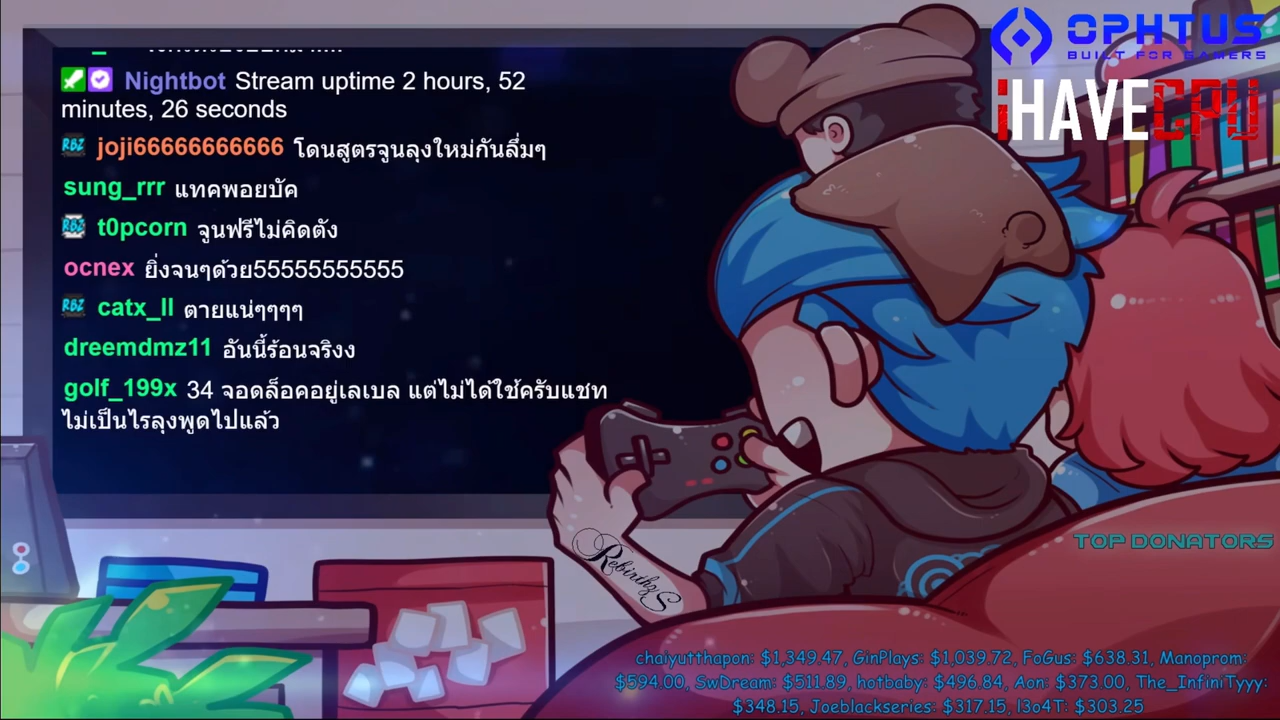 OPHTUS
BUILT FOR GAMERS
iHAVECPU
Nightbot Stream uptime 2 hours, 52
minutes, 26 seconds
RBZ joji66666666666 โดนสูตรจูนลุงใหม่กันลื่มๆ
sung_rrr แทคพอยบัค
RBZ t0pcorn จูนฟรีไม่คิดตัง
ocnex ยิ่งจนๆด้วย55555555555
RBZ catx_ll ตายแน่ๆๆๆๆ
dreemdmz11 อันนี้ร้อนจริงง
golf_199x 34 จอดล็อคอยู่เลเบล แต่ไม่ได้ใช้ครับแชท
ไม่เป็นไรลุงพูดไปแล้ว
RebirthzS
TOP DONATORS
chaiyutthapon: $1,349.47, GinPlays: $1,039.72, FoGus: $638.31, Manoprom:
$594.00, SwDream: $511.89, hotbaby: $496.84, Aon: $373.00, The_InfiniTyyy:
$348.15, Joeblackseries: $317.15, l3o4T: $303.25